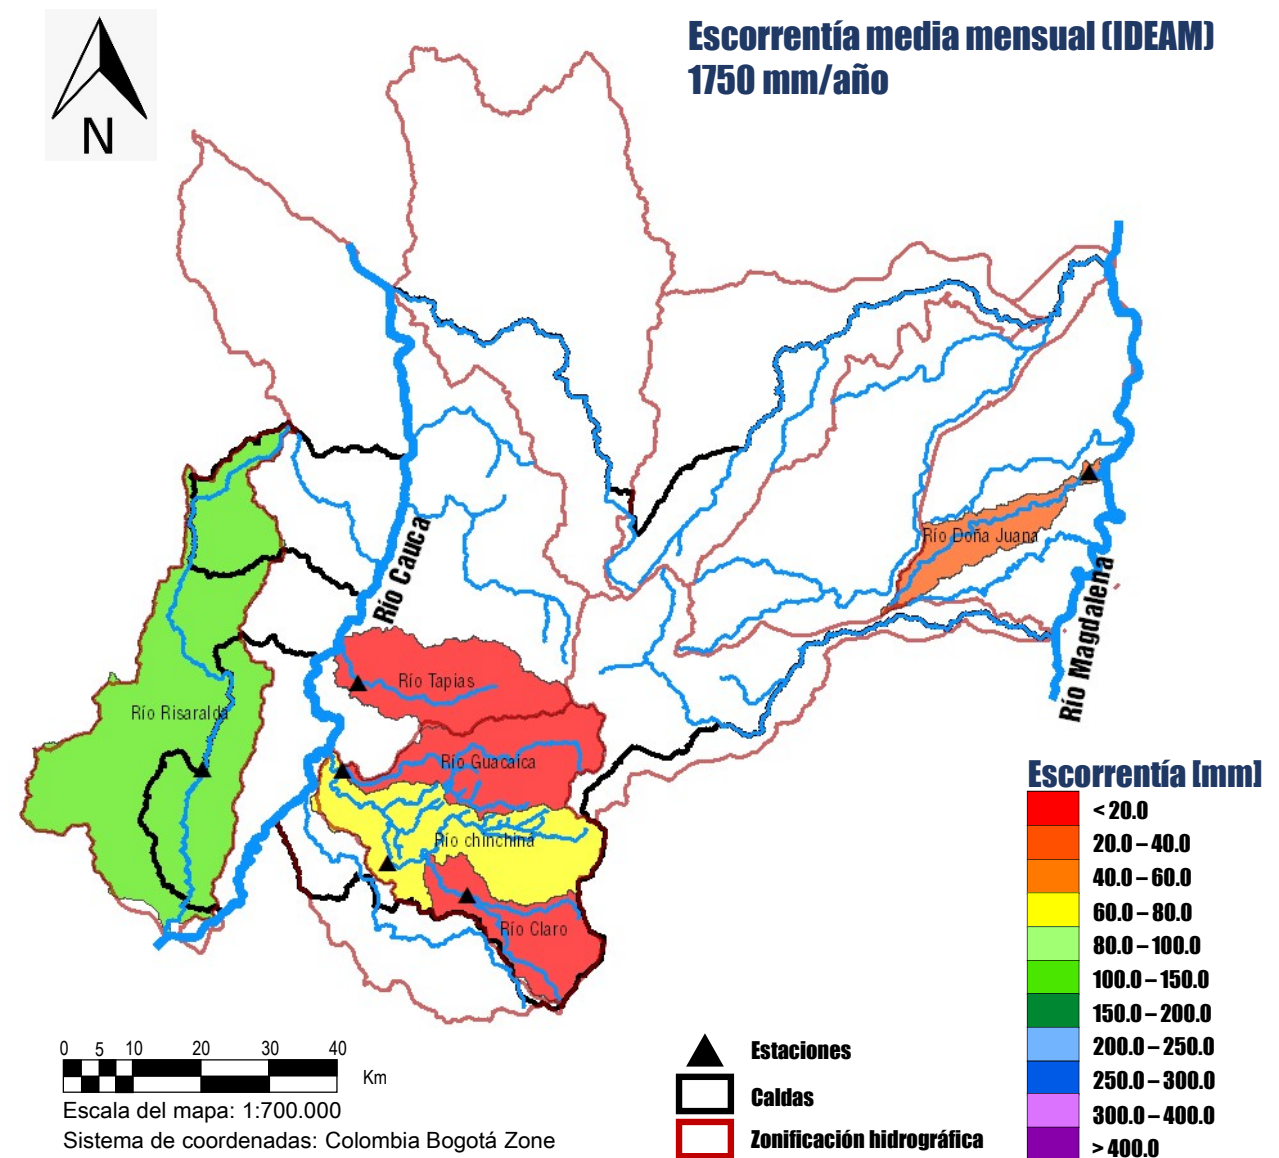 Escorrentía media mensual (IDEAM)
1750 mm/año
N
Río Cauca
Río Doña Juana
Río Magdalena
Río Tapias
Río Risaralda
Río Guacaica
Río chinchiná
Río Claro
Escorrentía [mm]
< 20.0
20.0 – 40.0
40.0 – 60.0
60.0 – 80.0
80.0 – 100.0
100.0 – 150.0
150.0 – 200.0
200.0 – 250.0
250.0 – 300.0
300.0 – 400.0
> 400.0
0 5 10 20 30 40
Km
Escala del mapa: 1:700.000
Sistema de coordenadas: Colombia Bogotá Zone
Estaciones
Caldas
Zonificación hidrográfica